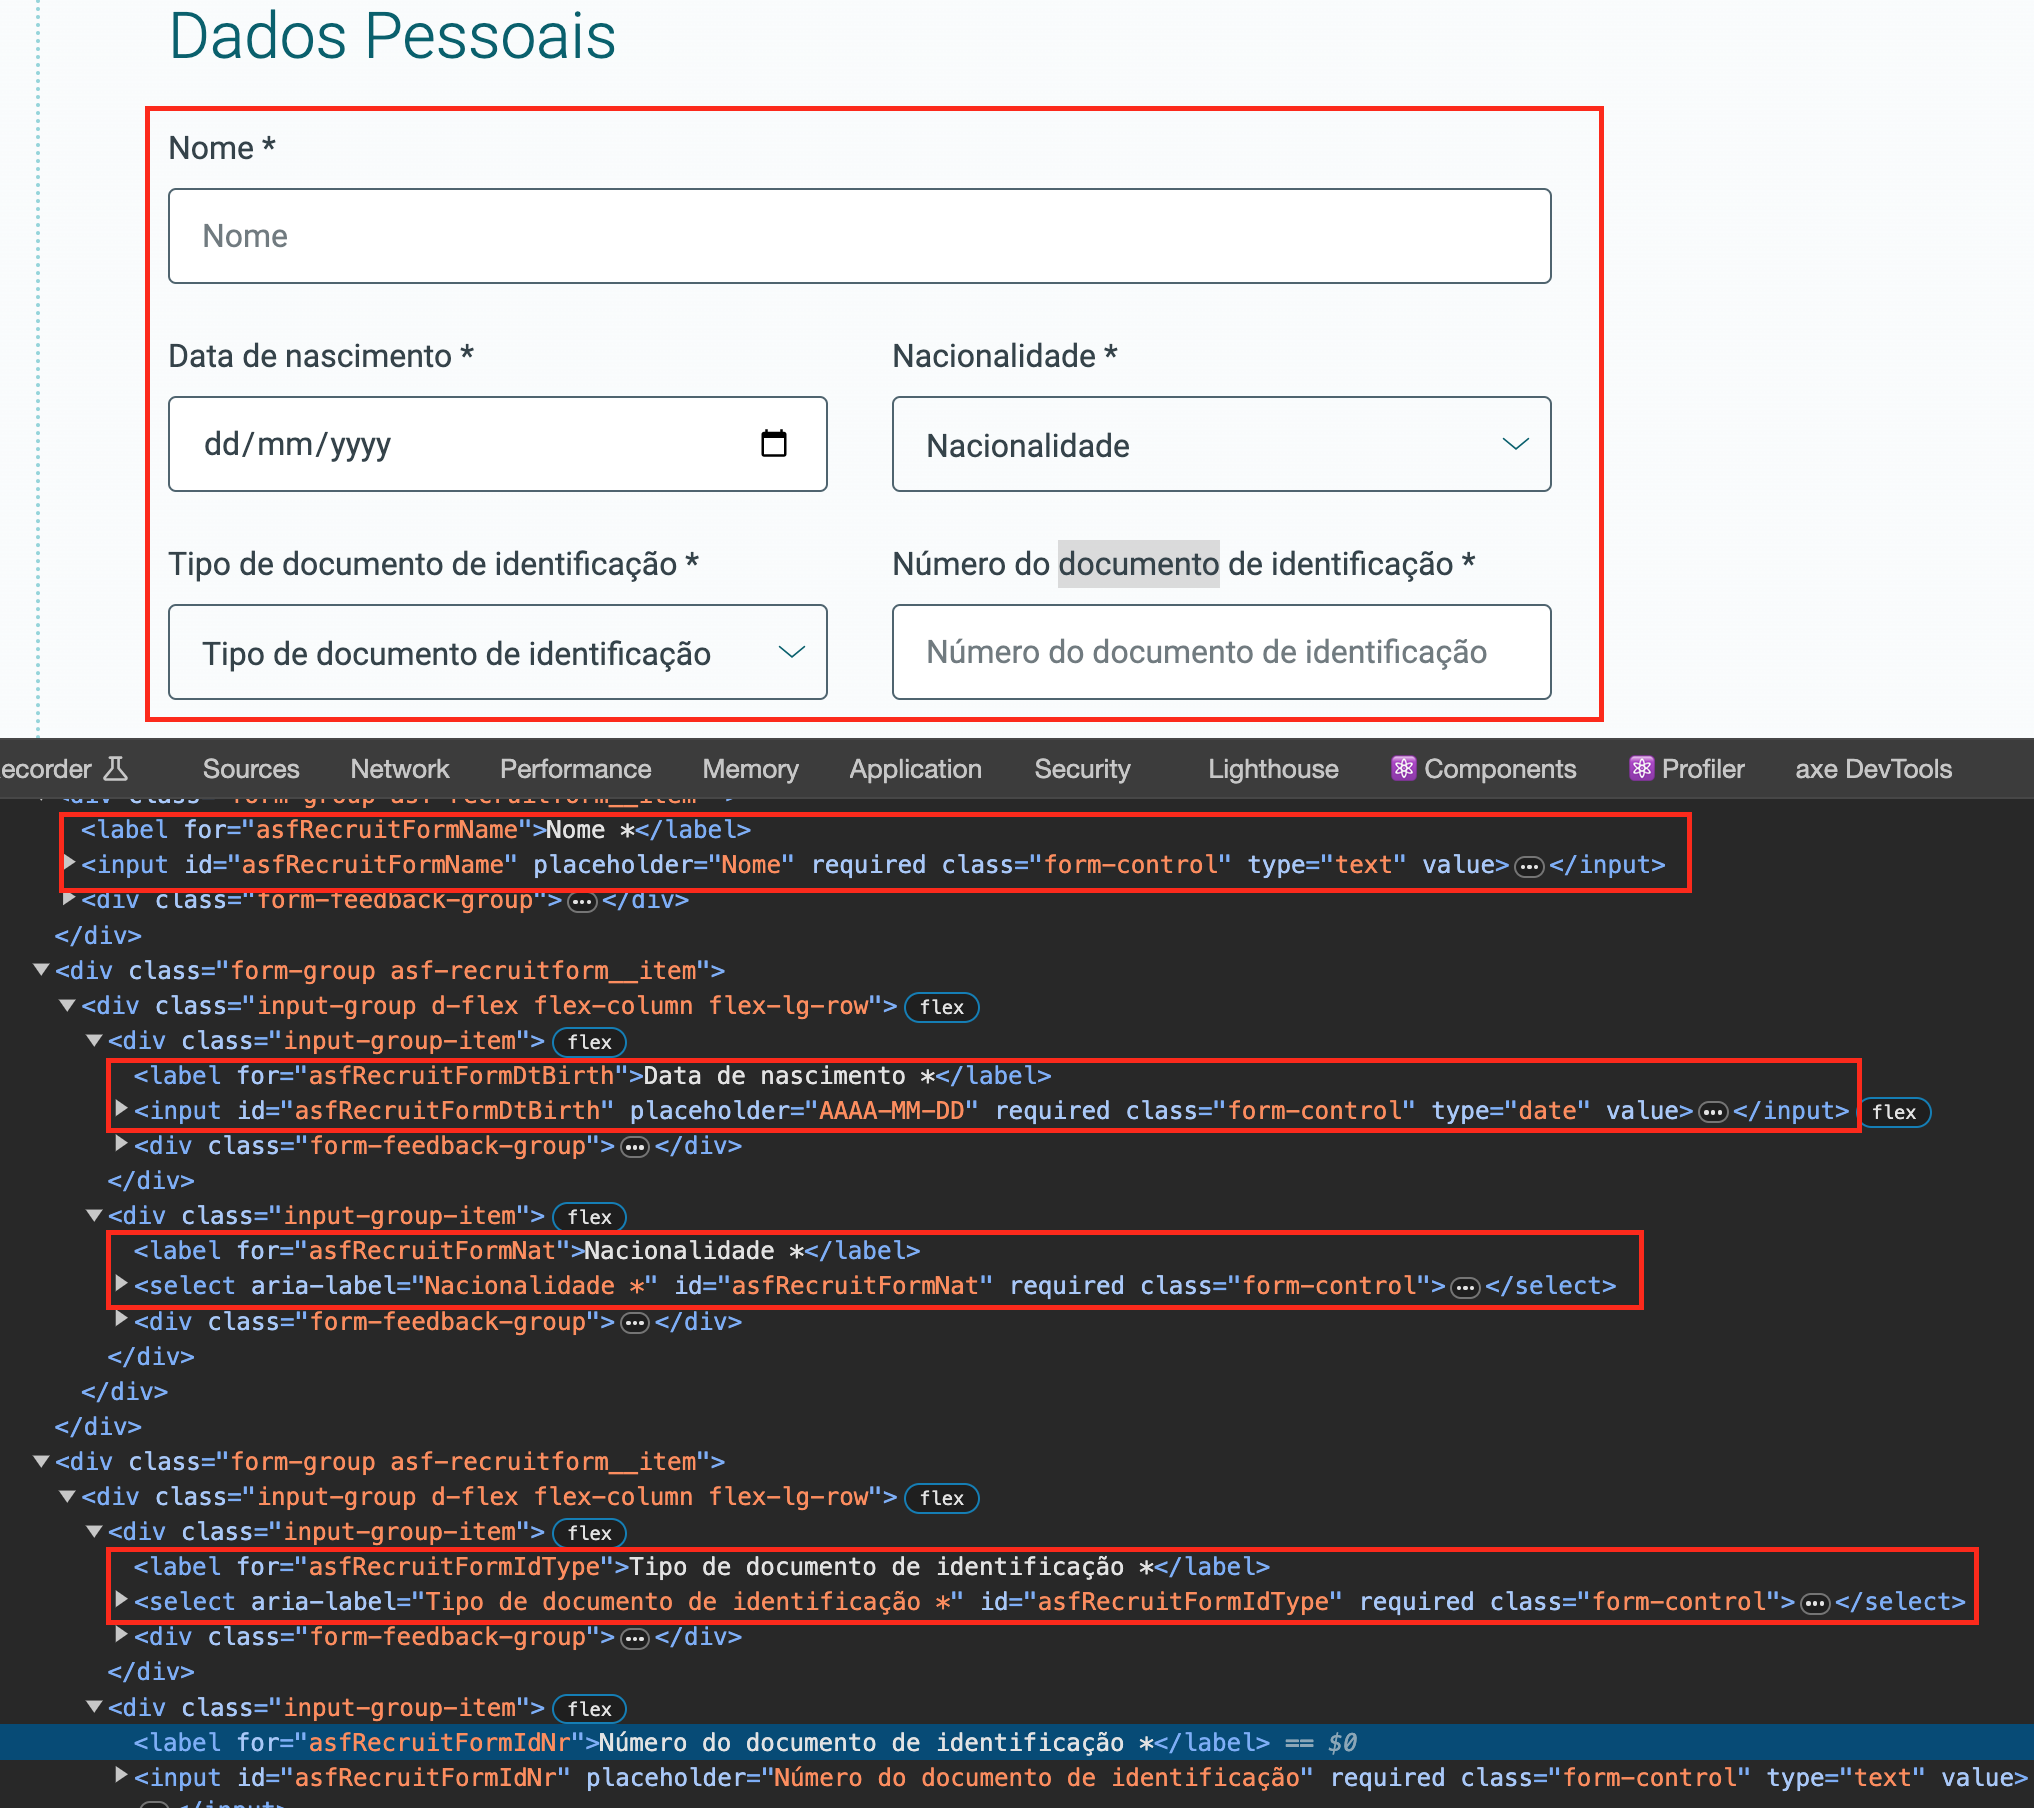 Dados Pessoais
Nome *
Nome
Data de nascimento *
Nacionalidade *
dd/mm/yyyy
Nacionalidade
Tipo de documento de identificação *
Número do documento de identificação *
Tipo de documento de identificação
Número do documento de identificação
ecorder Sources Network Performance Memory Application Security Lighthouse Components Profiler axe DevTools
<div class="form-group asf-recruitform__item">
<label for="asfRecruitFormName">Nome *</label>
<input id="asfRecruitFormName" placeholder="Nome" required class="form-control" type="text" value>…</input>
<div class="form-feedback-group">…</div>
</div>
<div class="form-group asf-recruitform__item">
<div class="input-group d-flex flex-column flex-lg-row"> flex
<div class="input-group-item"> flex
<label for="asfRecruitFormDtBirth">Data de nascimento *</label>
<input id="asfRecruitFormDtBirth" placeholder="AAAA-MM-DD" required class="form-control" type="date" value>…</input> flex
<div class="form-feedback-group">…</div>
</div>
<div class="input-group-item"> flex
<label for="asfRecruitFormNat">Nacionalidade *</label>
<select aria-label="Nacionalidade *" id="asfRecruitFormNat" required class="form-control">…</select>
<div class="form-feedback-group">…</div>
</div>
</div>
</div>
<div class="form-group asf-recruitform__item">
<div class="input-group d-flex flex-column flex-lg-row"> flex
<div class="input-group-item"> flex
<label for="asfRecruitFormIdType">Tipo de documento de identificação *</label>
<select aria-label="Tipo de documento de identificação *" id="asfRecruitFormIdType" required class="form-control">…</select>
<div class="form-feedback-group">…</div>
</div>
<div class="input-group-item"> flex
<label for="asfRecruitFormIdNr">Número do documento de identificação *</label> == $0
<input id="asfRecruitFormIdNr" placeholder="Número do documento de identificação" required class="form-control" type="text" value>
…</input>